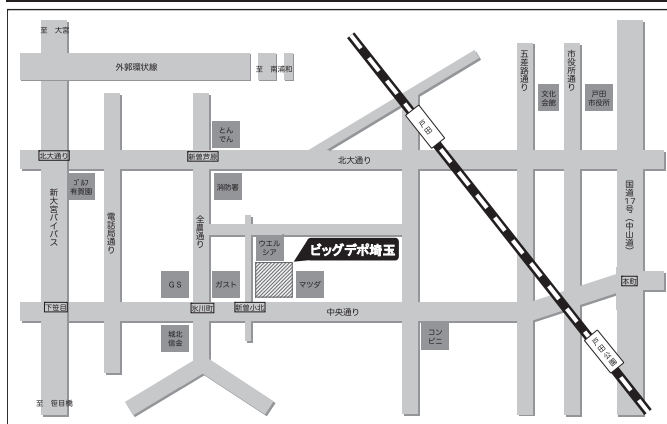 至 大宮
外郭環状線
至 南浦和
五差路通り
市役所通り
文化
会館
戸田
市役所
とん
でん
戸田
北大通り
新曽芦原
北大通り
ゴルフ
有賀園
消防署
新大宮バイパス
電話局通り
全農通り
国道17号(中山道)
ウエル
シア
ビッグデポ埼玉
GS
ガスト
マツダ
本町
下笹目
氷川町
新曽小北
中央通り
城北
信金
コン
ビニ
戸田公園
至 笹目橋